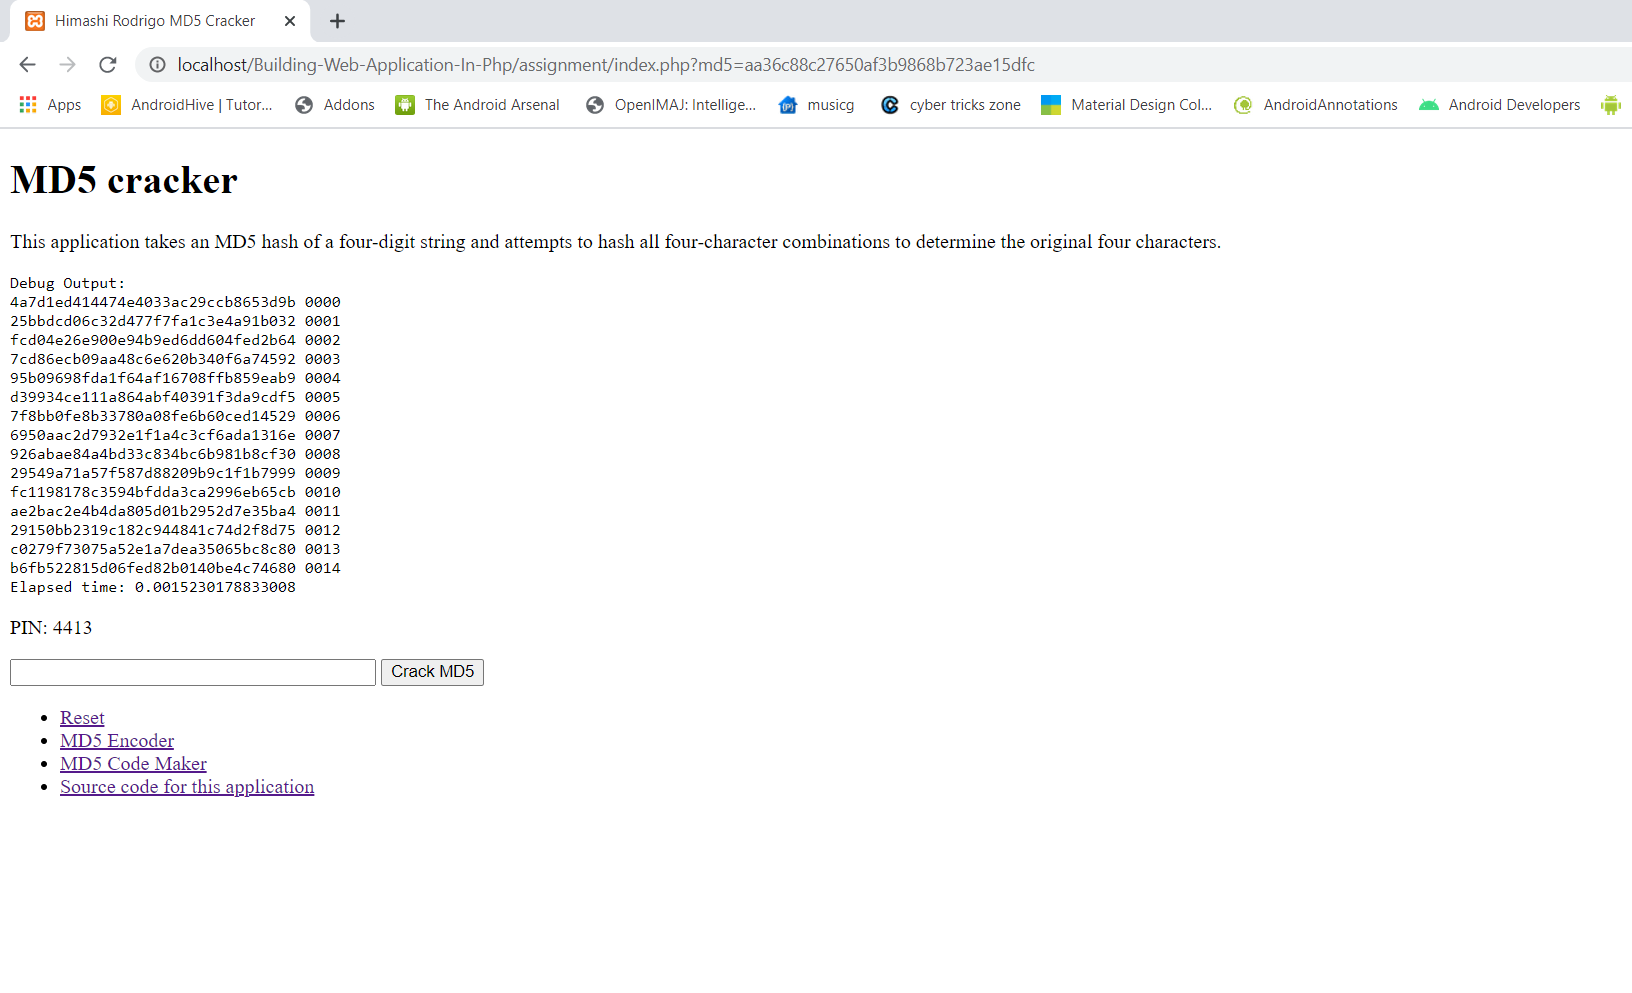 Himashi Rodrigo MD5 Cracker
localhost/Building-Web-Application-In-Php/assignment/index.php?md5=aa36c88c27650af3b9868b723ae15dfc
Apps AndroidHive | Tutor... Addons The Android Arsenal OpenIMAJ: Intellige... musicg cyber tricks zone Material Design Col... AndroidAnnotations Android Developers
MD5 cracker
This application takes an MD5 hash of a four-digit string and attempts to hash all four-character combinations to determine the original four characters.
Debug Output:
4a7d1ed414474e4033ac29ccb8653d9b 0000
25bbdcd06c32d477f7fa1c3e4a91b032 0001
fcd04e26e900e94b9ed6dd604fed2b64 0002
7cd86ecb09aa48c6e620b340f6a74592 0003
95b09698fda1f64af16708ffb859eab9 0004
d39934ce111a864abf40391f3da9cdf5 0005
7f8bb0fe8b33780a08fe6b60ced14529 0006
6950aac2d7932e1f1a4c3cf6ada1316e 0007
926abae84a4bd33c834bc6b981b8cf30 0008
29549a71a57f587d88209b9c1f1b7999 0009
fc1198178c3594bfdda3ca2996eb65cb 0010
ae2bac2e4b4da805d01b2952d7e35ba4 0011
29150bb2319c182c944841c74d2f8d75 0012
c0279f73075a52e1a7dea35065bc8c80 0013
b6fb522815d06fed82b0140be4c74680 0014
Elapsed time: 0.0015230178833008
PIN: 4413
Crack MD5
Reset
MD5 Encoder
MD5 Code Maker
Source code for this application